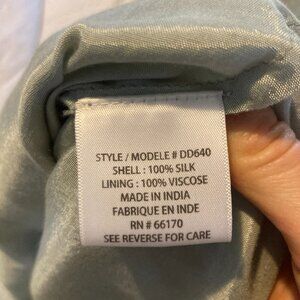 STYLE / MODELE # DD640
SHELL : 100% SILK
LINING : 100% VISCOSE
MADE IN INDIA
FABRIQUE EN INDE
RN # 66170
SEE REVERSE FOR CARE